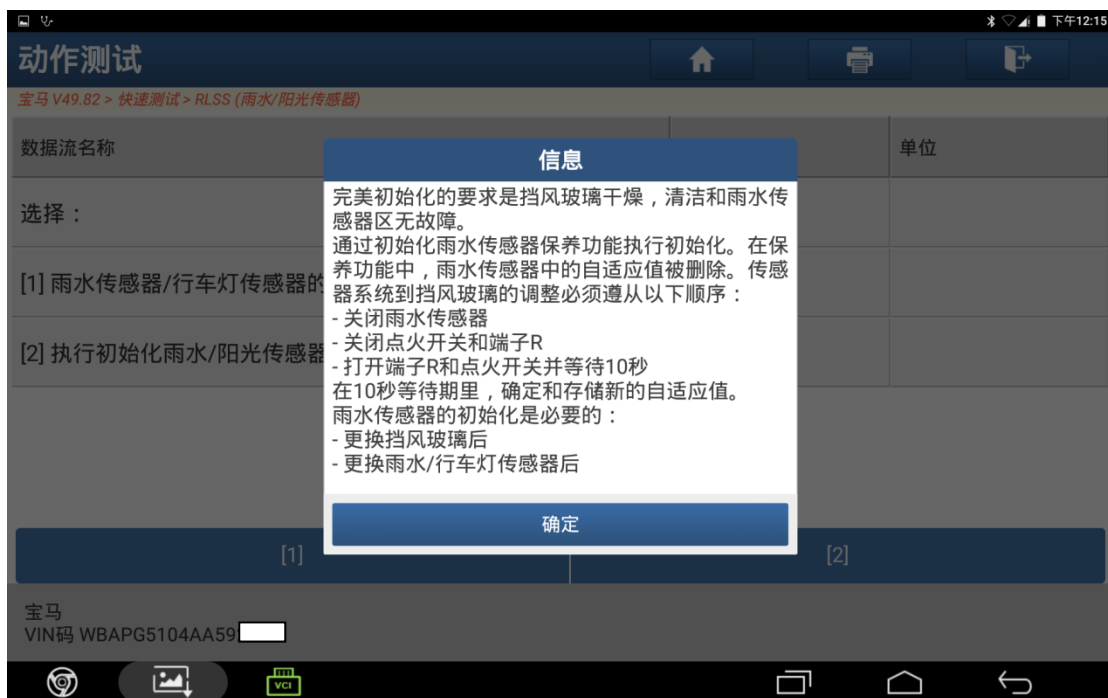 下午12:15
动作测试
宝马 V49.82 > 快速测试 > RLSS (雨水/阳光传感器)
数据流名称
单位
选择：
[1] 雨水传感器/行车灯传感器的
[2] 执行初始化雨水/阳光传感器
信息
完美初始化的要求是挡风玻璃干燥，清洁和雨水传
感器区无故障。
通过初始化雨水传感器保养功能执行初始化。在保
养功能中，雨水传感器中的自适应值被删除。传感
器系统到挡风玻璃的调整必须遵从以下顺序：
- 关闭雨水传感器
- 关闭点火开关和端子R
- 打开端子R和点火开关并等待10秒
在10秒等待期里，确定和存储新的自适应值。
雨水传感器的初始化是必要的：
- 更换挡风玻璃后
- 更换雨水/行车灯传感器后
确定
[1]
[2]
宝马
VIN码 WBAPG5104AA59
VCI